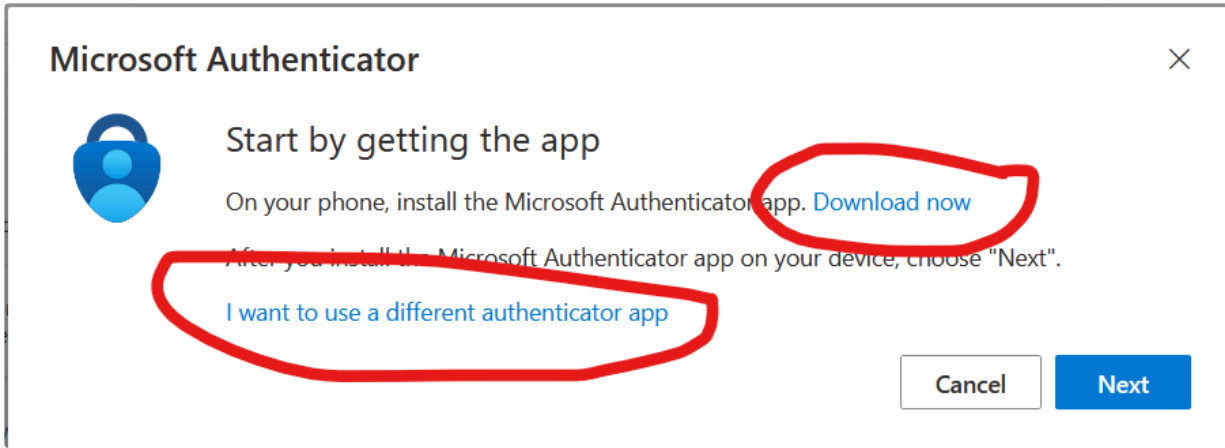 Microsoft Authenticator
Start by getting the app
On your phone, install the Microsoft Authenticator app. Download now
After you install the Microsoft Authenticator app on your device, choose "Next".
I want to use a different authenticator app
Cancel
Next